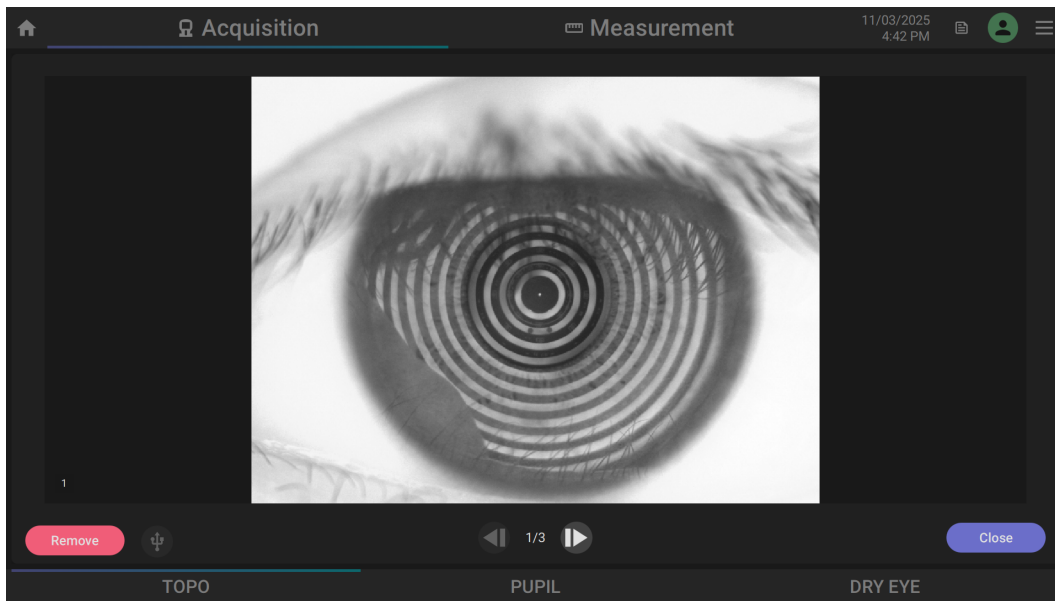 Acquisition
Measurement
11/03/2025
4:42 PM
1
Remove
1/3
Close
TOPO
PUPIL
DRY EYE